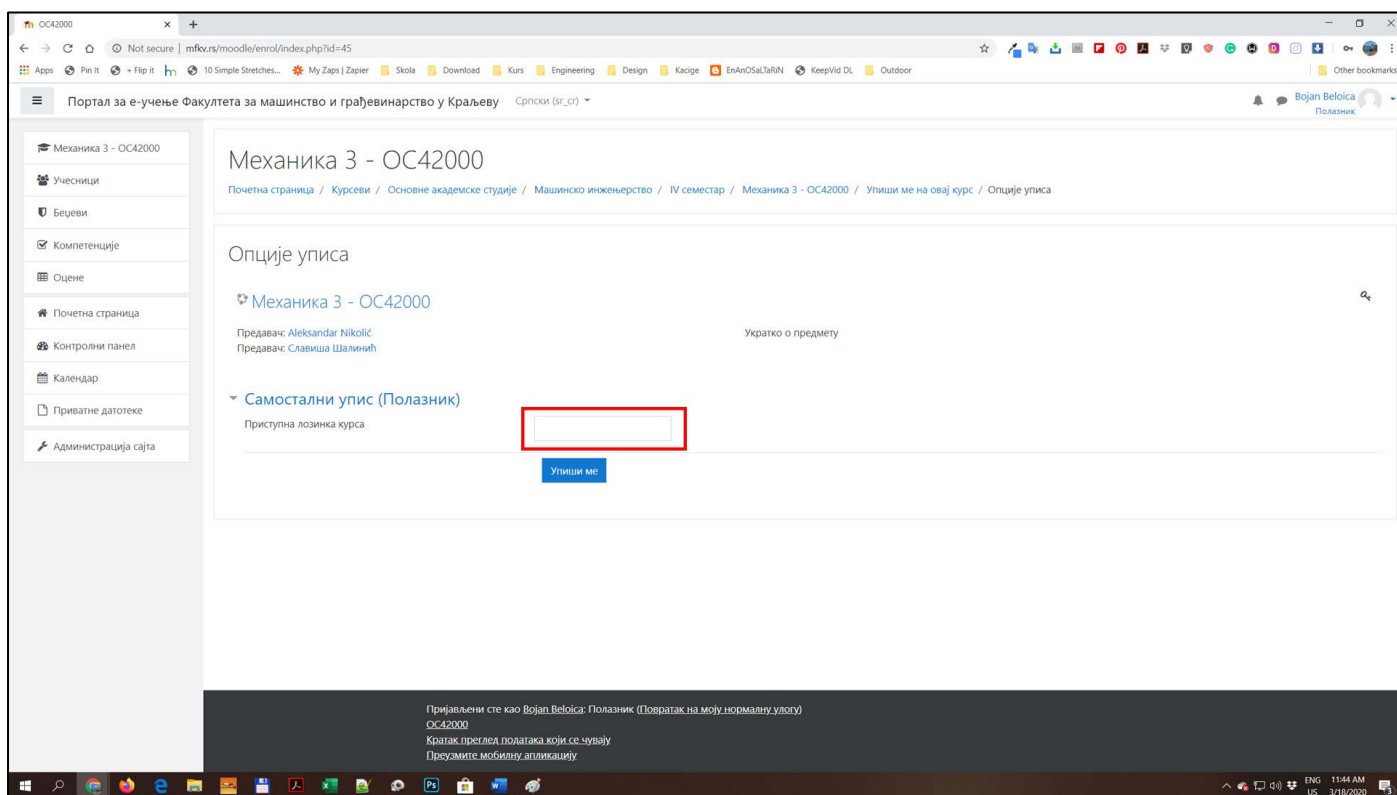 OC42000
Not secure | mfkv.rs/moodle/enrol/index.php?id=45
Apps Pin It + Flip it 10 Simple Stretches... My Zaps | Zapier Skola Download Kurs Engineering Design Kacige EnAnOSaLTaRiN KeepVid DL Outdoor Other bookmarks
Портал за е-учење Факултета за машинство и грађевинарство у Краљеву Српски (sr_cr) Bojan Beloica
Полазник
Механика 3 - ОС42000
Учесници
Беџеви
Компетенције
Оцене
Почетна страница
Контролни панел
Календар
Приватне датотеке
Администрација сајта
Механика 3 - ОС42000
Почетна страница / Курсеви / Основне академске студије / Машинско инжењерство / IV семестар / Механика 3 - ОС42000 / Упиши ме на овај курс / Опције уписа
Опције уписа
Механика 3 - ОС42000
Предавач: Aleksandar Nikolić
Предавач: Славиша Шалинић
Укратко о предмету
Самостални упис (Полазник)
Приступна лозинка курса
Упиши ме
Пријављени сте као Bojan Beloica: Полазник (Повратак на моју нормалну улогу)
ОС42000
Кратак преглед података који се чувају
Преузмите мобилну апликацију
ENG 11:44 AM
US 3/18/2020